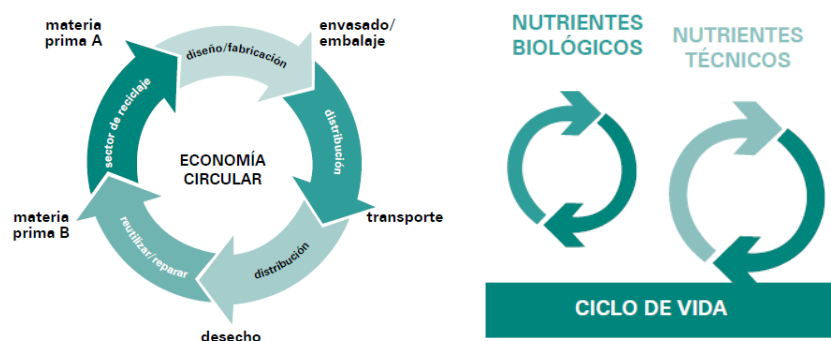 materia
prima A
diseño/fabricación
envasado/
embalaje
distribución
transporte
distribución
desecho
reutilizar/reparar
materia
prima B
sector de reciclaje
ECONOMÍA
CIRCULAR
NUTRIENTES
BIOLÓGICOS
NUTRIENTES
TÉCNICOS
CICLO DE VIDA